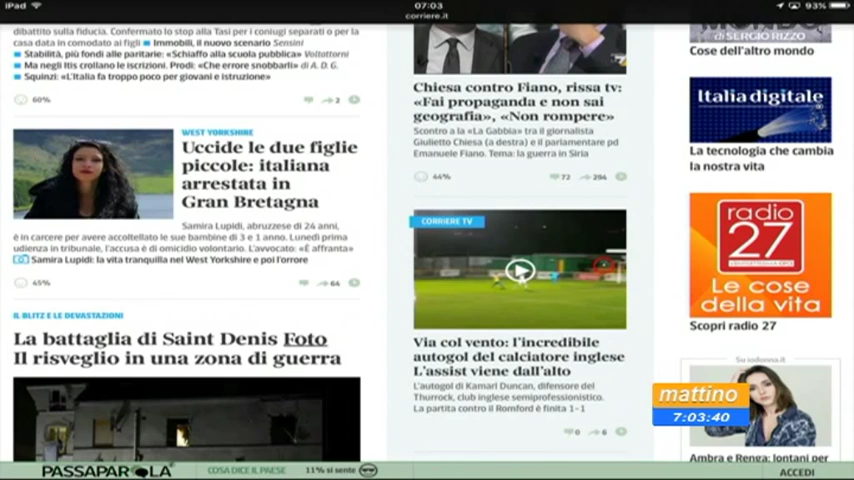 iPad
07:03
93%
corriere.it
dibattito sulla fiducia. Confermato lo stop alla Tasi per i coniugi separati o per la
casa data in comodato ai figli ■ Immobili, il nuovo scenario Sensini
■ Stabilità, più fondi alle paritarie: «Schiaffo alla scuola pubblica» Voltattorni
■ Ma negli Itis crollano le iscrizioni. Prodi: «Che errore snobbarli» di A. D. G.
■ Squinzi: «L'Italia fa troppo poco per giovani e istruzione»
60%
2
WEST YORKSHIRE
Uccide le due figlie
piccole: italiana
arrestata in
Gran Bretagna
Samira Lupidi, abruzzese di 24 anni,
è in carcere per avere accoltellato le sue bambine di 3 e 1 anno. Lunedì prima
udienza in tribunale, l'accusa è di omicidio volontario. L'avvocato: «È affranta»
Samira Lupidi: la vita tranquilla nel West Yorkshire e poi l'orrore
45%
64
IL BLITZ E LE DEVASTAZIONI
La battaglia di Saint Denis Foto
Il risveglio in una zona di guerra
Chiesa contro Fiano, rissa tv:
«Fai propaganda e non sai
geografia», «Non rompere»
Scontro a la «La Gabbia» tra il giornalista
Giulietto Chiesa (a destra) e il parlamentare pd
Emanuele Fiano. Tema: la guerra in Siria
44%
72
294
CORRIERE TV
Via col vento: l'incredibile
autogol del calciatore inglese
L'assist viene dall'alto
L'autogol di Kamari Duncan, difensore del
Thurrock, club inglese semiprofessionistico.
La partita contro il Romford è finita 1-1
0
6
MONDO
di SERGIO RIZZO
Cose dell'altro mondo
Italia digitale
La tecnologia che cambia
la nostra vita
radio
27
Le cose
della vita
Scopri radio 27
Su iodonna.it
mattino
7:03:40
Ambra e Renga: lontani per
PASSAPAROLA
COSA DICE IL PAESE
11% si sente
ACCEDI